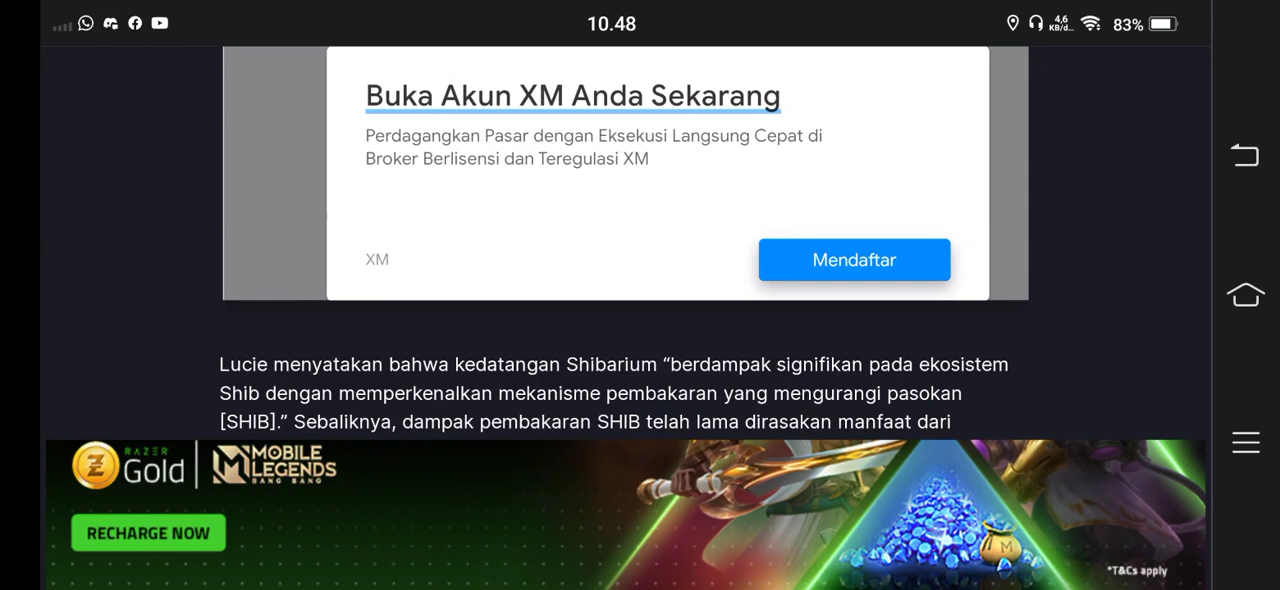 10.48
4,6
KB/d...
83%
Buka Akun XM Anda Sekarang
Perdagangkan Pasar dengan Eksekusi Langsung Cepat di
Broker Berlisensi dan Teregulasi XM
XM
Mendaftar
Lucie menyatakan bahwa kedatangan Shibarium “berdampak signifikan pada ekosistem
Shib dengan memperkenalkan mekanisme pembakaran yang mengurangi pasokan
[SHIB].” Sebaliknya, dampak pembakaran SHIB telah lama dirasakan manfaat dari
RAZER
Gold
MOBILE
LEGENDS
BANG BANG
RECHARGE NOW
M
*T&Cs apply